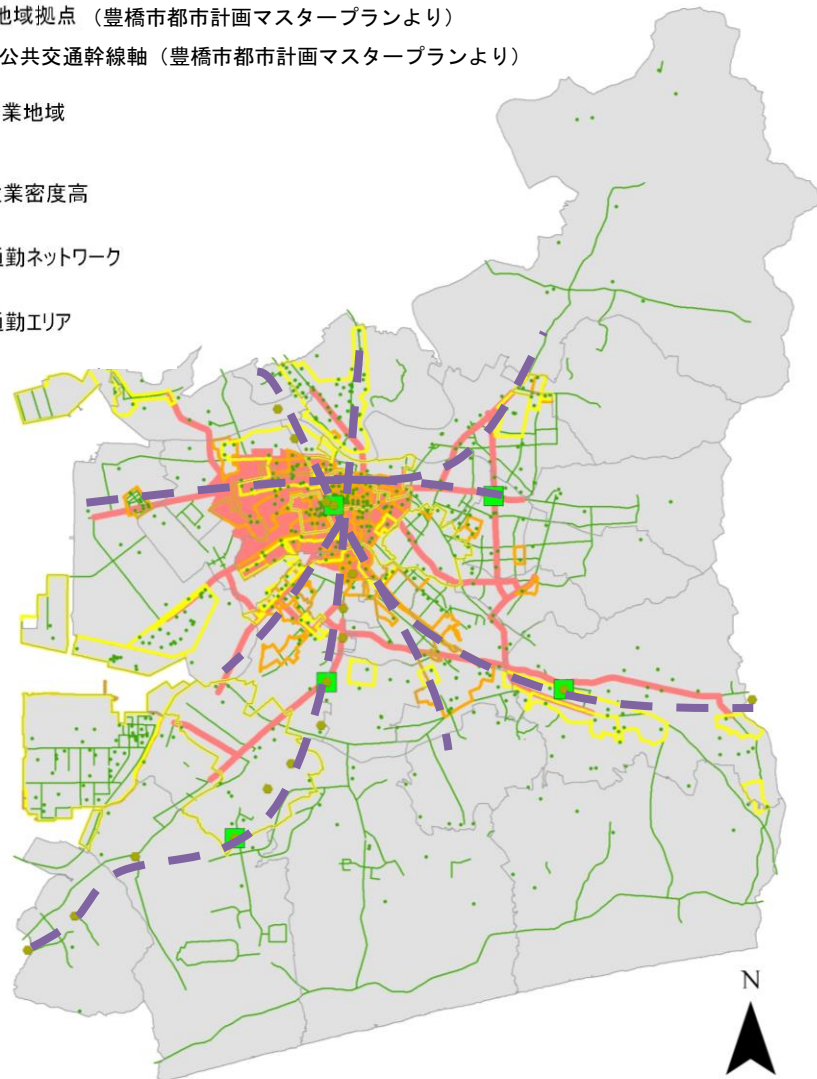 地域拠点 （豊橋市都市計画マスタープランより）
公共交通幹線軸（豊橋市都市計画マスタープランより）
業地域
業密度高
勤ネットワーク
勤エリア
N